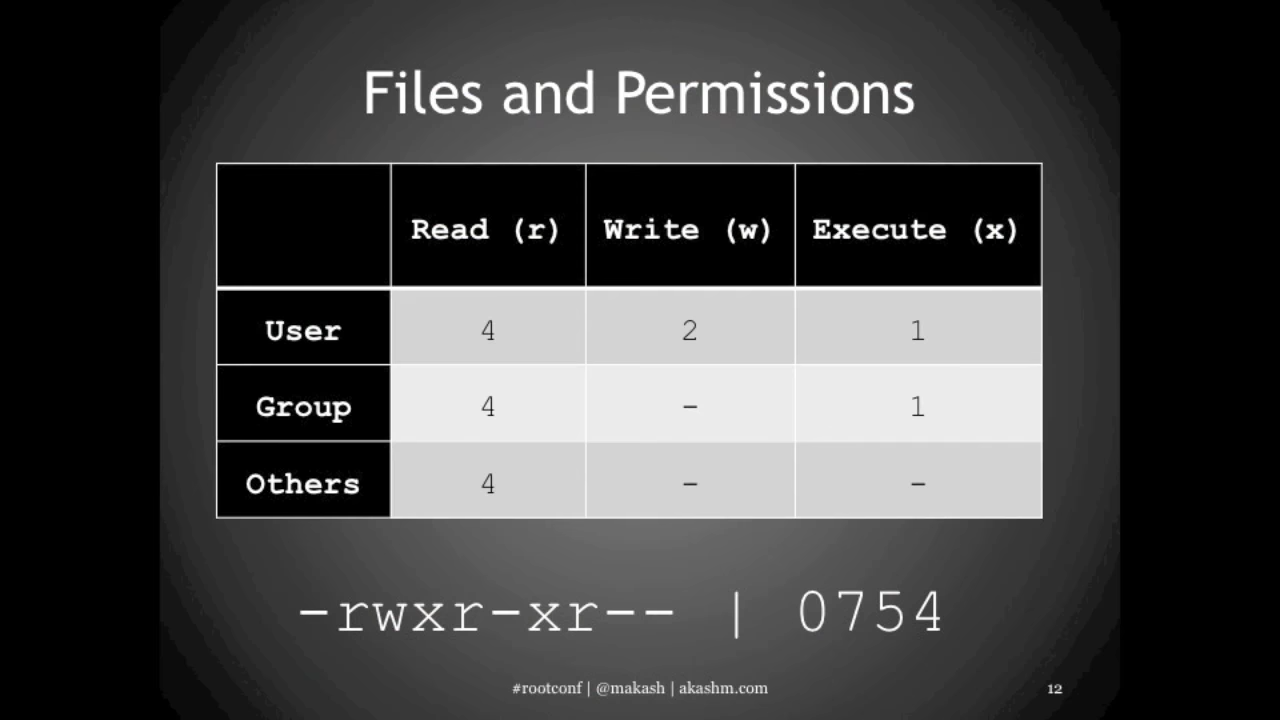 Files and Permissions
Read (r) Write (w) Execute (x)
User 4 2 1
Group 4 - 1
Others 4 - -
-rwxr-xr-- | 0754
#rootconf | @makash | akashm.com 12